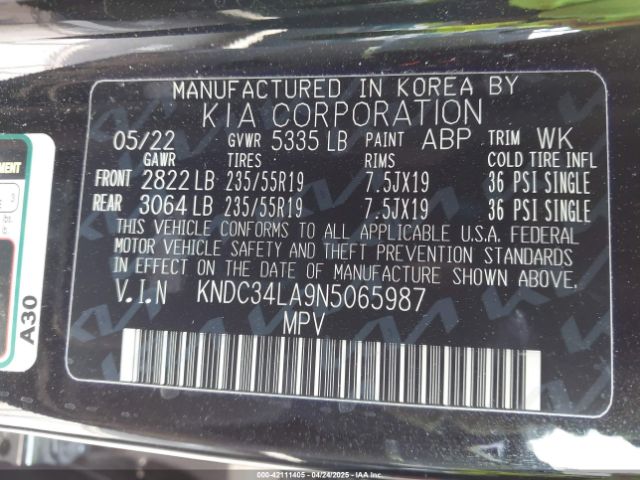 MANUFACTURED IN KOREA BY
KIA CORPORATION
05/22 GVWR 5335 LB PAINT ABP TRIM WK
GAWR TIRES RIMS COLD TIRE INFL
FRONT 2822 LB 235/55R19 7.5JX19 36 PSI SINGLE
REAR 3064 LB 235/55R19 7.5JX19 36 PSI SINGLE
THIS VEHICLE CONFORMS TO ALL APPLICABLE U.S.A. FEDERAL
MOTOR VEHICLE SAFETY AND THEFT PREVENTION STANDARDS
IN EFFECT ON THE DATE OF MANUFACTURE SHOWN ABOVE.
V.I.N KNDC34LA9N5065987
MPV
A30
000-42111405 - 04/24/2025 - IAAI.COM